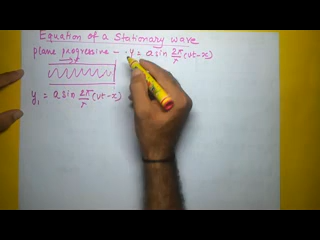 Equation of a Stationary wave
plane progressive - y = a sin 2π/λ (vt-x)
y₁ = a sin 2π/λ (vt-x)